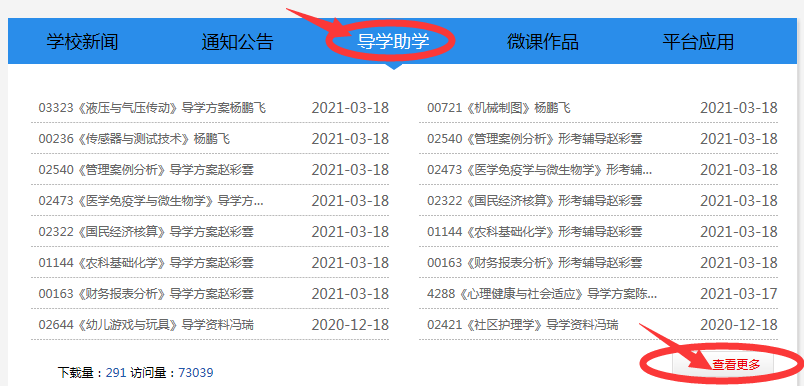 学校新闻 通知公告 导学助学 微课作品 平台应用
03323《液压与气压传动》导学方案杨鹏飞 2021-03-18
00236《传感器与测试技术》杨鹏飞 2021-03-18
02540《管理案例分析》导学方案赵彩霎 2021-03-18
02473《医学免疫学与微生物学》导学方... 2021-03-18
02322《国民经济核算》导学方案赵彩霎 2021-03-18
01144《农科基础化学》导学方案赵彩霎 2021-03-18
00163《财务报表分析》导学方案赵彩霎 2021-03-18
02644《幼儿游戏与玩具》导学资料冯瑞 2020-12-18
00721《机械制图》杨鹏飞 2021-03-18
02540《管理案例分析》形考辅导赵彩霎 2021-03-18
02473《医学免疫学与微生物学》形考辅... 2021-03-18
02322《国民经济核算》形考辅导赵彩霎 2021-03-18
01144《农科基础化学》形考辅导赵彩霎 2021-03-18
00163《财务报表分析》形考辅导赵彩霎 2021-03-18
4288《心理健康与社会适应》导学方案陈... 2021-03-17
02421《社区护理学》导学资料冯瑞 2020-12-18
下载量：291 访问量：73039
查看更多